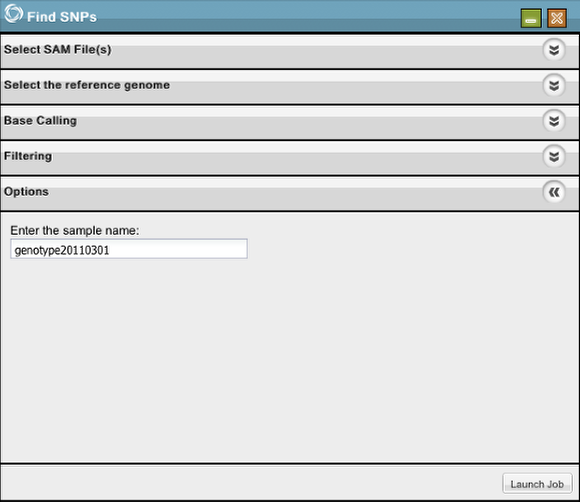 Find SNPs
Select SAM File(s)
Select the reference genome
Base Calling
Filtering
Options
Enter the sample name:
genotype20110301
Launch Job